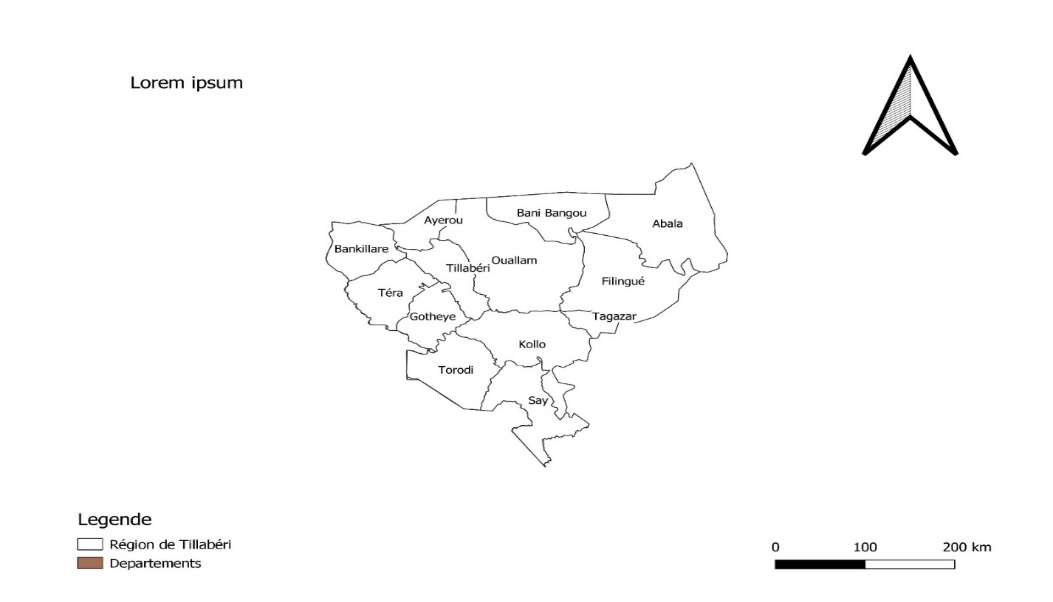 Lorem ipsum
Abala
Bani Bangou
Ayerou
Bankillare
Ouallam
Tillabéri
Filingué
Téra
Gotheye
Tagazar
Kollo
Torodi
Say
Legende
Région de Tillabéri
Departements
0 100 200 km